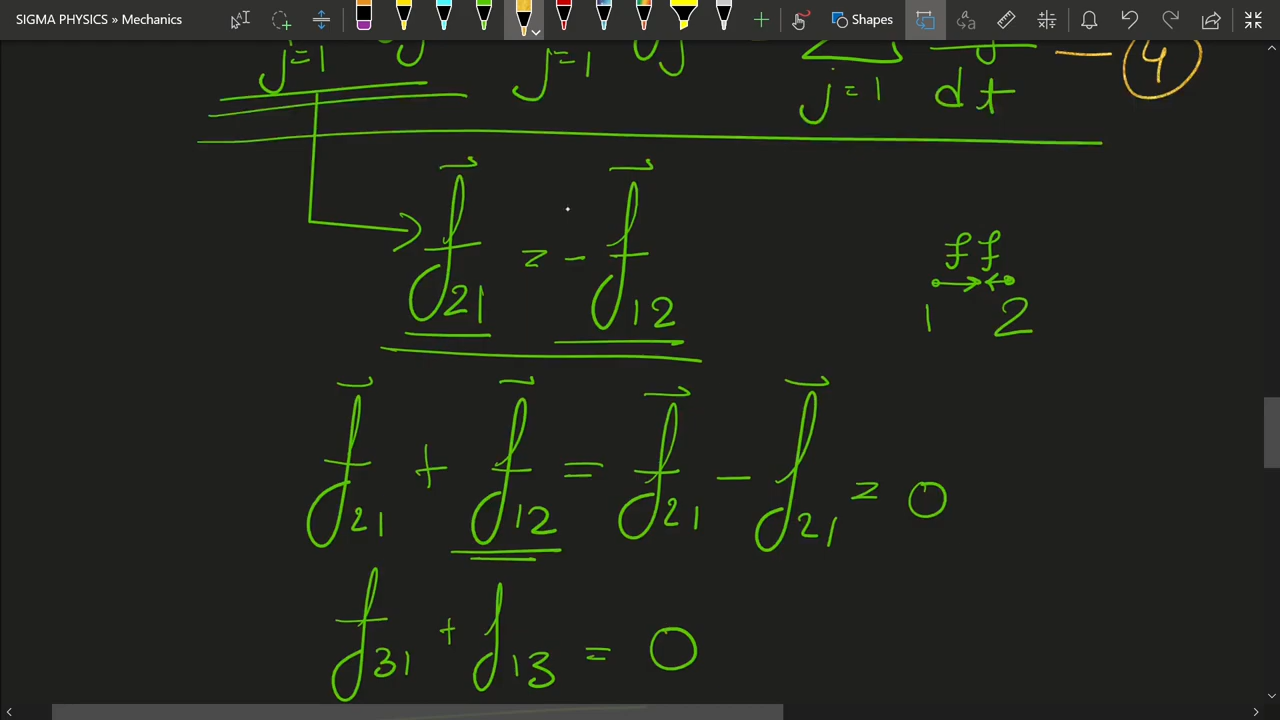 SIGMA PHYSICS » Mechanics
Shapes
j=1 j=1 j=1 dt — 4
f⃗21 = - f⃗12
f f
1 2
f⃗21 + f⃗12 = f⃗21 - f⃗21 = 0
f31 + f13 = 0